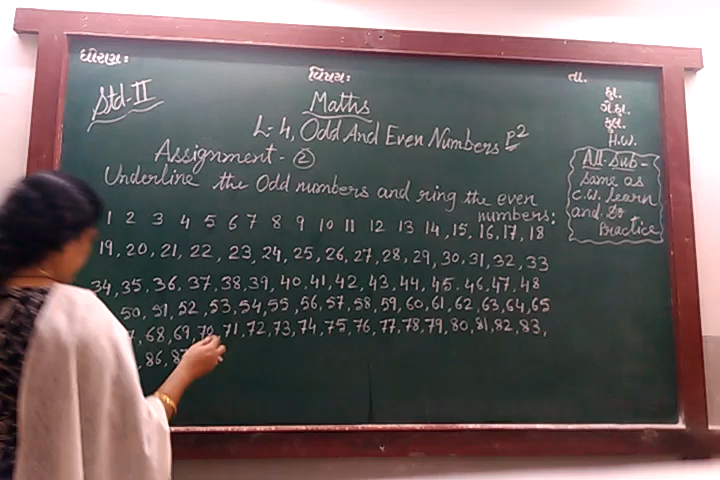 ધોરણ: વિષય: તા.
Std-II
Maths
L-4, Odd And Even Numbers P2
Assignment - 2
Underline the Odd numbers and ring the even
numbers:
1 2 3 4 5 6 7 8 9 10 11 12 13 14, 15, 16, 17, 18
19, 20, 21, 22, 23, 24, 25, 26, 27, 28, 29, 30, 31, 32, 33
34, 35, 36, 37, 38, 39, 40, 41, 42, 43, 44, 45, 46, 47, 48
50, 51, 52, 53, 54, 55, 56, 57, 58, 59, 60, 61, 62, 63, 64, 65
68, 69, 70, 71, 72, 73, 74, 75, 76, 77, 78, 79, 80, 81, 82, 83,
, 86, 87
હા.
ગે.હા.
કુલ.
H.W.
All-Sub-
Same as
C.W. Learn
and Do
Practice